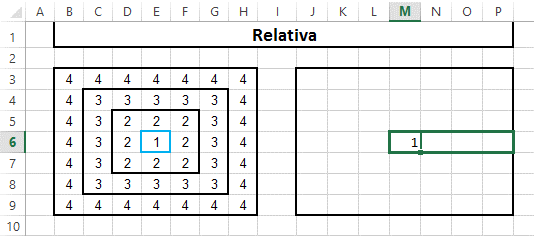 A B C D E F G H I J K L M N O P
1 Relativa
2
3 4 4 4 4 4 4 4
4 4 3 3 3 3 3 4
5 4 3 2 2 2 3 4
6 4 3 2 1 2 3 4 1
7 4 3 2 2 2 3 4
8 4 3 3 3 3 3 4
9 4 4 4 4 4 4 4
10